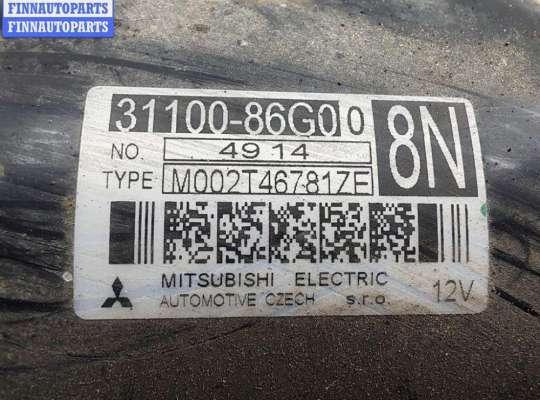 FINNAUTOPARTS
FINNAUTOPARTS
31100-86G00 8N
NO. 4914
TYPE M002T46781ZE
MITSUBISHI ELECTRIC
AUTOMOTIVE CZECH s.r.o. 12V